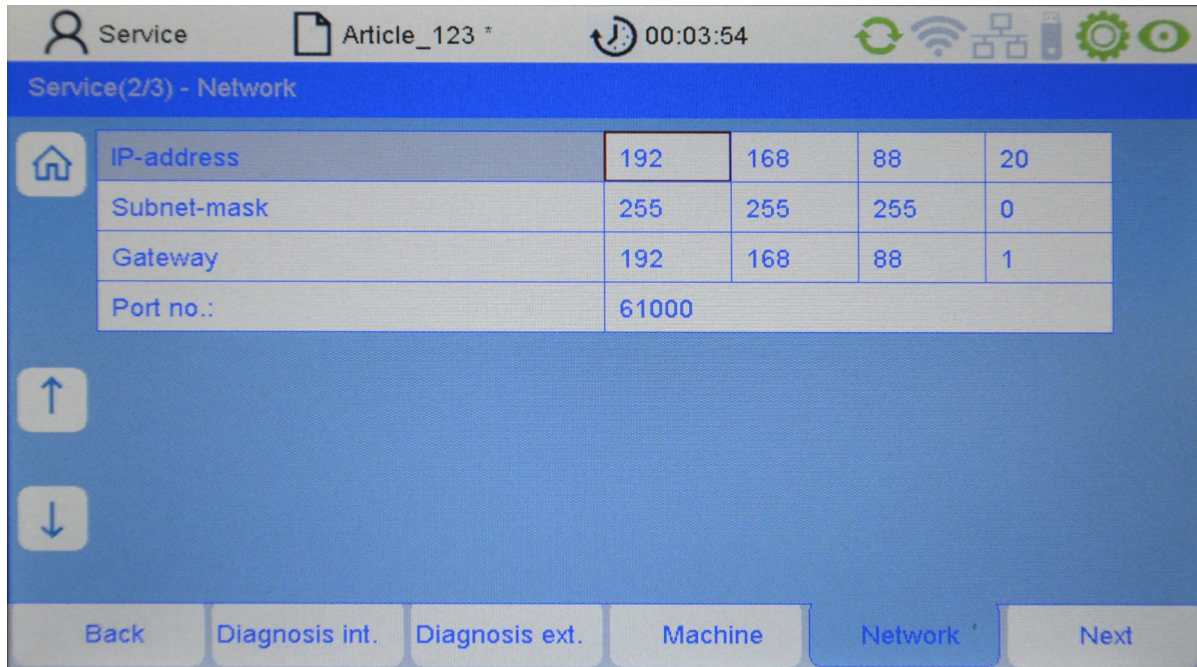 Service Article_123 * 00:03:54
Service(2/3) - Network
IP-address 192 168 88 20
Subnet-mask 255 255 255 0
Gateway 192 168 88 1
Port no.: 61000
Back Diagnosis int. Diagnosis ext. Machine Network Next